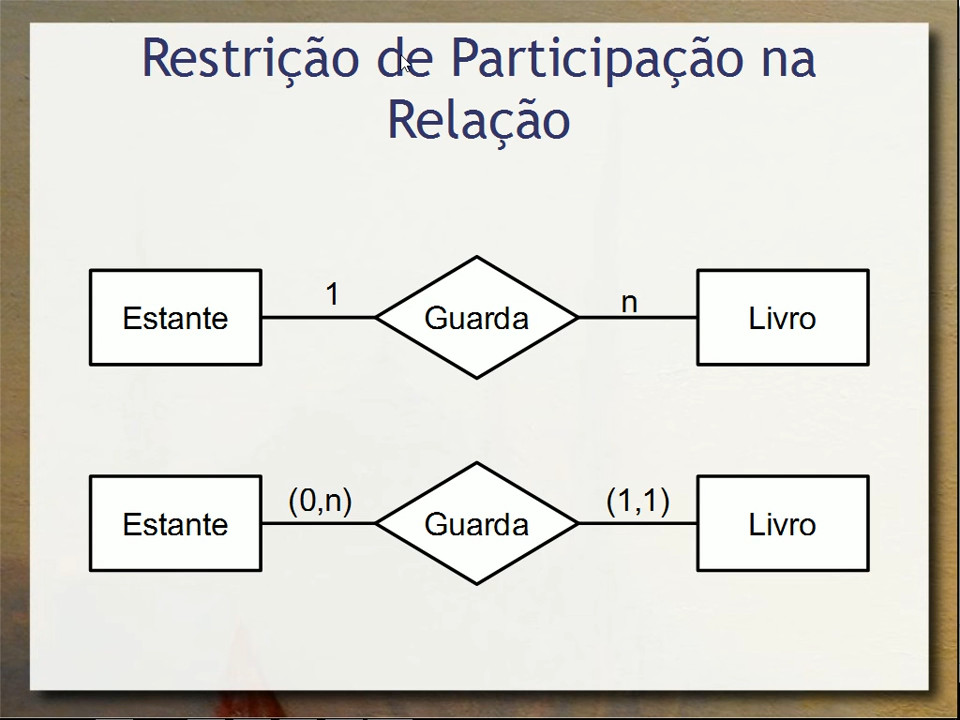 Restrição de Participação na
Relação
1
n
Estante
Guarda
Livro
(0,n)
(1,1)
Estante
Guarda
Livro